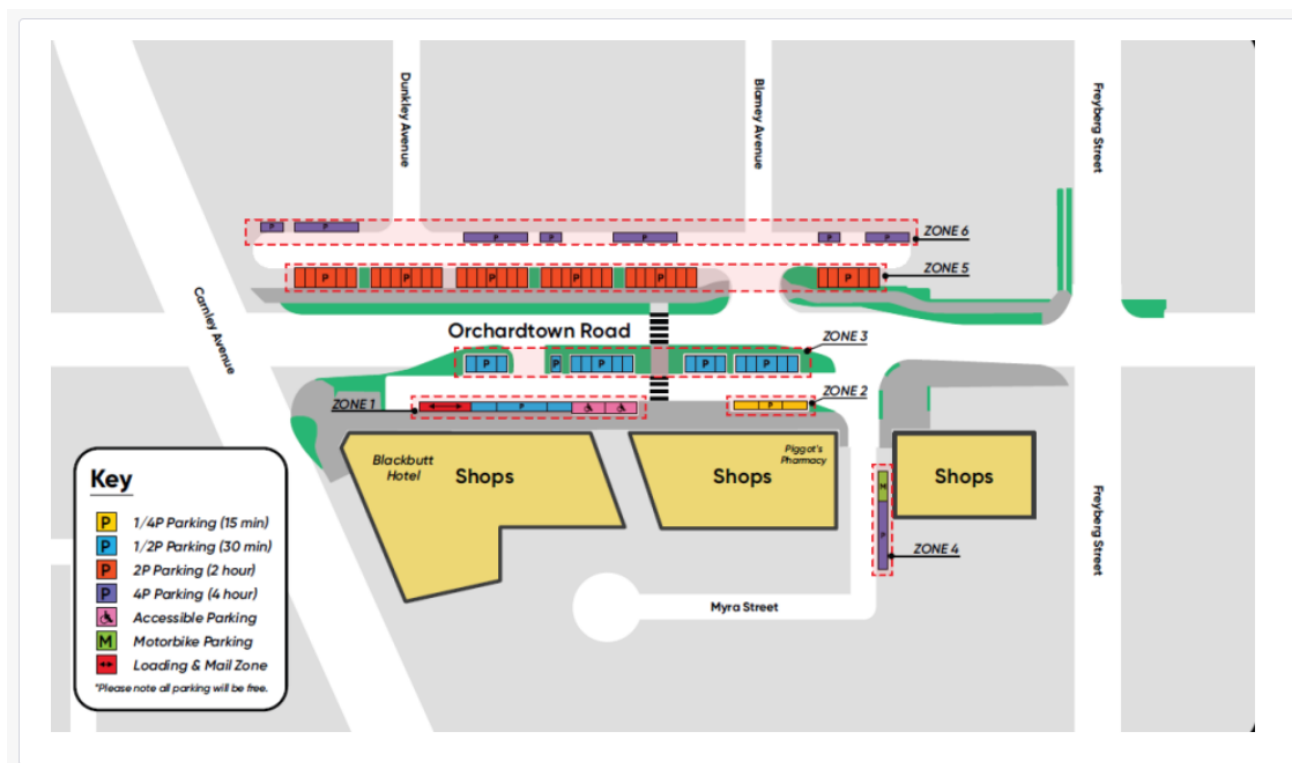 Dunkley Avenue
Blamey Avenue
Freyberg Street
P
P
P
P
P
P
P
ZONE 6
P
P
P
P
P
P
ZONE 5
Carnley Avenue
Orchardtown Road
ZONE 3
P
P
P
P
P
ZONE 1
P
ZONE 2
P
Blackbutt
Hotel
Shops
Shops
Piggot's
Pharmacy
Shops
M
P
ZONE 4
Freyberg Street
Myra Street
Key
P 1/4P Parking (15 min)
P 1/2P Parking (30 min)
P 2P Parking (2 hour)
P 4P Parking (4 hour)
Accessible Parking
M Motorbike Parking
Loading & Mail Zone
*Please note all parking will be free.